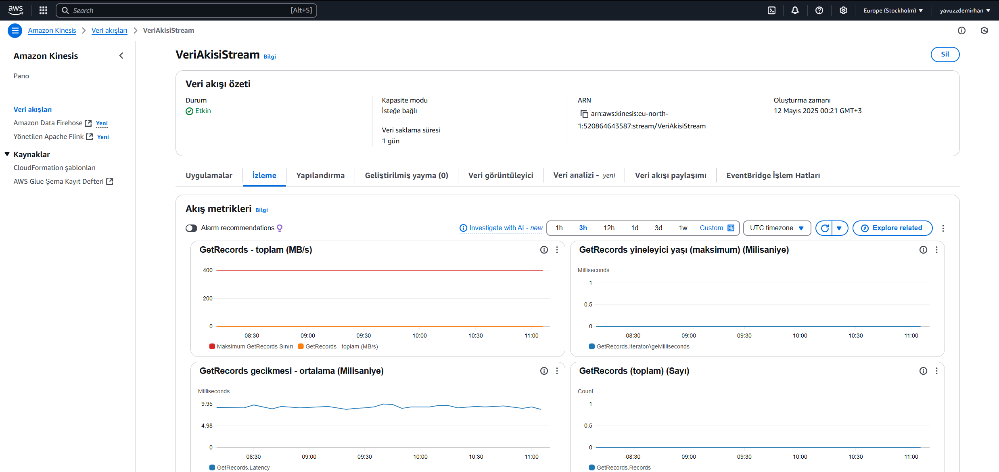 aws
Search [Alt+S]
Europe (Stockholm)
yavuzzdemirhan
Amazon Kinesis
Veri akışları
VeriAkisiStream
Amazon Kinesis
Pano
Veri akışları
Amazon Data Firehose Yeni
Yönetilen Apache Flink Yeni
Kaynaklar
CloudFormation şablonları
AWS Glue Şema Kayıt Defteri
VeriAkisiStream Bilgi
Sil
Veri akışı özeti
Durum
Etkin
Kapasite modu
İsteğe bağlı
Veri saklama süresi
1 gün
ARN
arn:aws:kinesis:eu-north-
1:520864643587:stream/VeriAkisiStream
Oluşturma zamanı
12 Mayıs 2025 00:21 GMT+3
Uygulamalar
İzleme
Yapılandırma
Geliştirilmiş yayma (0)
Veri görüntüleyici
Veri analizi - yeni
Veri akışı paylaşımı
EventBridge İşlem Hatları
Akış metrikleri Bilgi
Alarm recommendations
Investigate with AI - new
1h 3h 12h 1d 3d 1w Custom
UTC timezone
Explore related
GetRecords - toplam (MB/s)
400
200
0
08:30 09:00 09:30 10:00 10:30 11:00
Maksimum GetRecords Sınırı GetRecords - toplam (MB/s)
GetRecords yineleyici yaşı (maksimum) (Milisaniye)
Milliseconds
1
0.5
0
08:30 09:00 09:30 10:00 10:30 11:00
GetRecords.IteratorAgeMilliseconds
GetRecords gecikmesi - ortalama (Milisaniye)
Milliseconds
9.95
4.98
0
08:30 09:00 09:30 10:00 10:30 11:00
GetRecords.Latency
GetRecords (toplam) (Sayı)
Count
1
0.5
0
08:30 09:00 09:30 10:00 10:30 11:00
GetRecords.Records